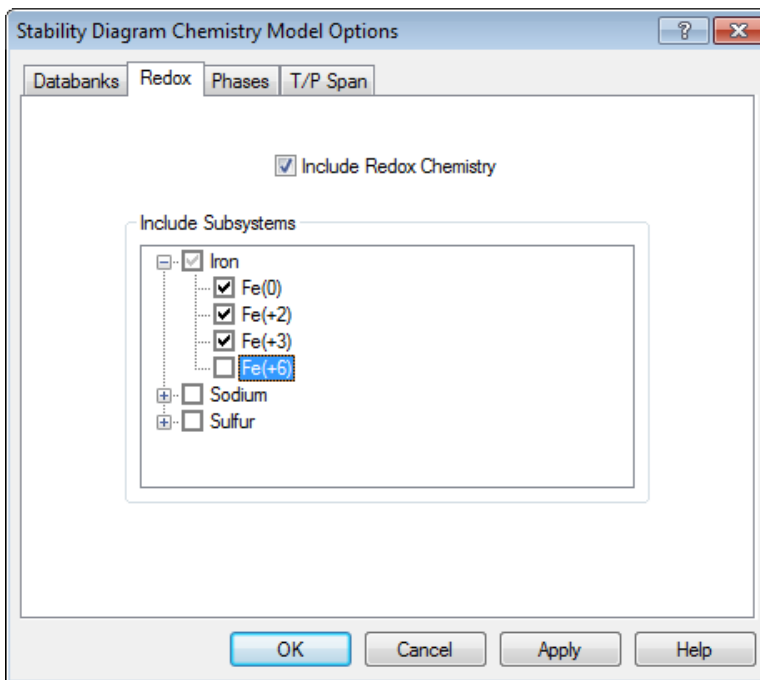 Stability Diagram Chemistry Model Options
Databanks Redox Phases T/P Span
Include Redox Chemistry
Include Subsystems
Iron
Fe(0)
Fe(+2)
Fe(+3)
Fe(+6)
Sodium
Sulfur
OK Cancel Apply Help